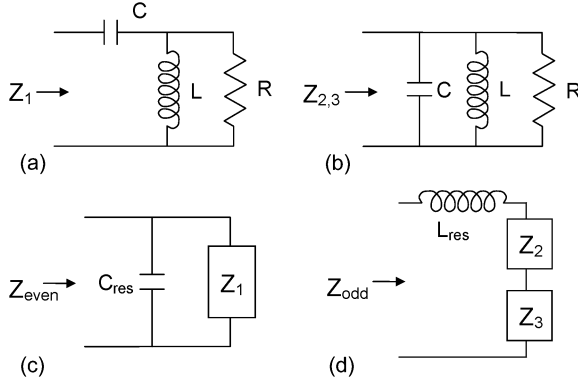 C
Z1
L
R
(a)
Z2,3
C
L
R
(b)
Zeven
Cres
Z1
(c)
Lres
Zodd
Z2
Z3
(d)